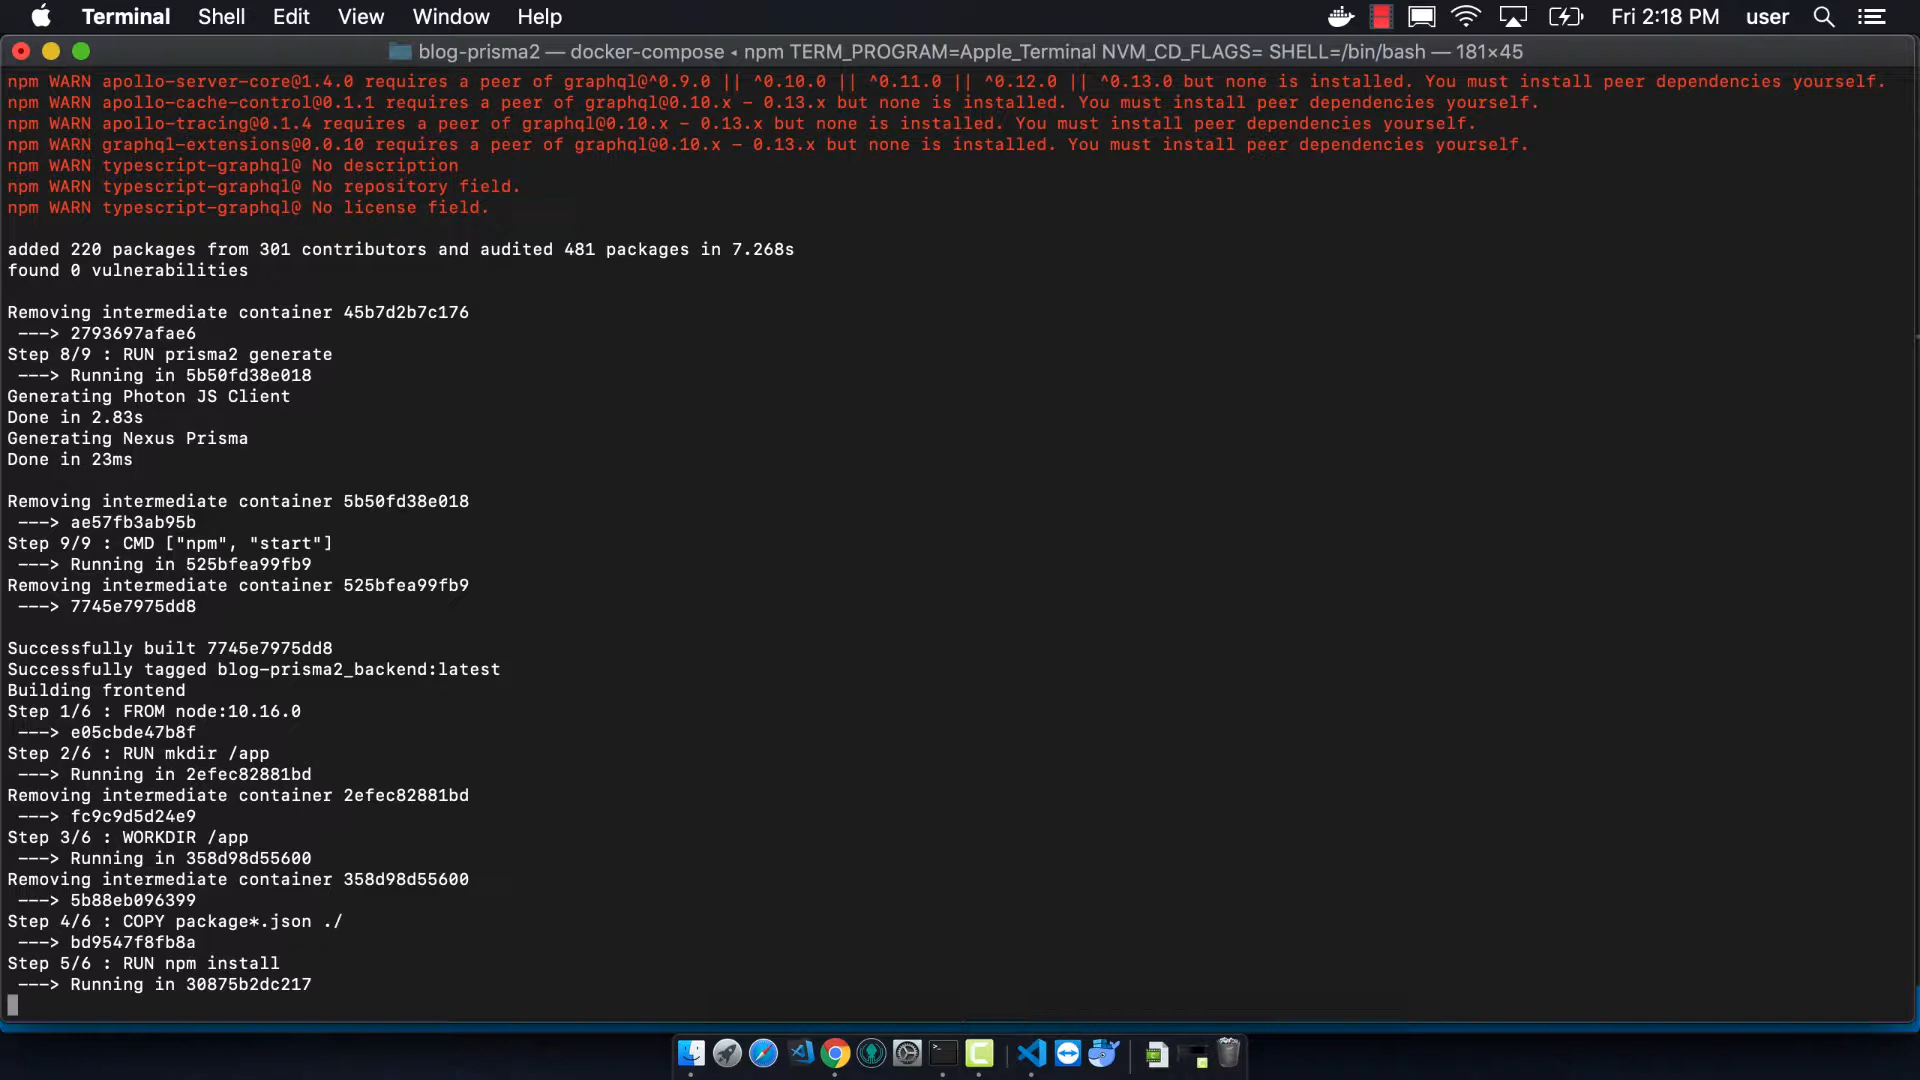 Terminal Shell Edit View Window Help Fri 2:18 PM user
blog-prisma2 — docker-compose ◂ npm TERM_PROGRAM=Apple_Terminal NVM_CD_FLAGS= SHELL=/bin/bash — 181×45
npm WARN apollo-server-core@1.4.0 requires a peer of graphql@^0.9.0 || ^0.10.0 || ^0.11.0 || ^0.12.0 || ^0.13.0 but none is installed. You must install peer dependencies yourself.
npm WARN apollo-cache-control@0.1.1 requires a peer of graphql@0.10.x - 0.13.x but none is installed. You must install peer dependencies yourself.
npm WARN apollo-tracing@0.1.4 requires a peer of graphql@0.10.x - 0.13.x but none is installed. You must install peer dependencies yourself.
npm WARN graphql-extensions@0.0.10 requires a peer of graphql@0.10.x - 0.13.x but none is installed. You must install peer dependencies yourself.
npm WARN typescript-graphql@ No description
npm WARN typescript-graphql@ No repository field.
npm WARN typescript-graphql@ No license field.
added 220 packages from 301 contributors and audited 481 packages in 7.268s
found 0 vulnerabilities
Removing intermediate container 45b7d2b7c176
---> 2793697afae6
Step 8/9 : RUN prisma2 generate
---> Running in 5b50fd38e018
Generating Photon JS Client
Done in 2.83s
Generating Nexus Prisma
Done in 23ms
Removing intermediate container 5b50fd38e018
---> ae57fb3ab95b
Step 9/9 : CMD ["npm", "start"]
---> Running in 525bfea99fb9
Removing intermediate container 525bfea99fb9
---> 7745e7975dd8
Successfully built 7745e7975dd8
Successfully tagged blog-prisma2_backend:latest
Building frontend
Step 1/6 : FROM node:10.16.0
---> e05cbde47b8f
Step 2/6 : RUN mkdir /app
---> Running in 2efec82881bd
Removing intermediate container 2efec82881bd
---> fc9c9d5d24e9
Step 3/6 : WORKDIR /app
---> Running in 358d98d55600
Removing intermediate container 358d98d55600
---> 5b88eb096399
Step 4/6 : COPY package*.json ./
---> bd9547f8fb8a
Step 5/6 : RUN npm install
---> Running in 30875b2dc217